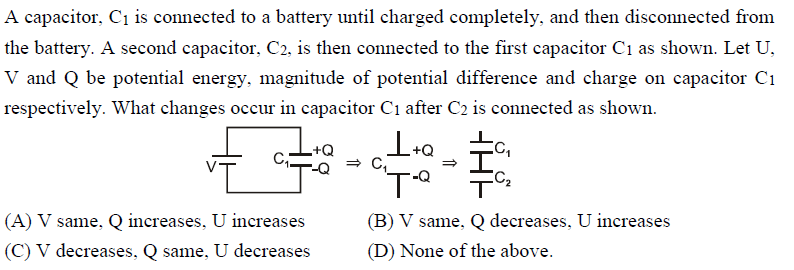 A capacitor, C1 is connected to a battery until charged completely, and then disconnected from
the battery. A second capacitor, C2, is then connected to the first capacitor C1 as shown. Let U,
V and Q be potential energy, magnitude of potential difference and charge on capacitor C1
respectively. What changes occur in capacitor C1 after C2 is connected as shown.
V C₁ +Q -Q ⇒ C₁ +Q -Q ⇒ C₁ C₂
(A) V same, Q increases, U increases (B) V same, Q decreases, U increases
(C) V decreases, Q same, U decreases (D) None of the above.